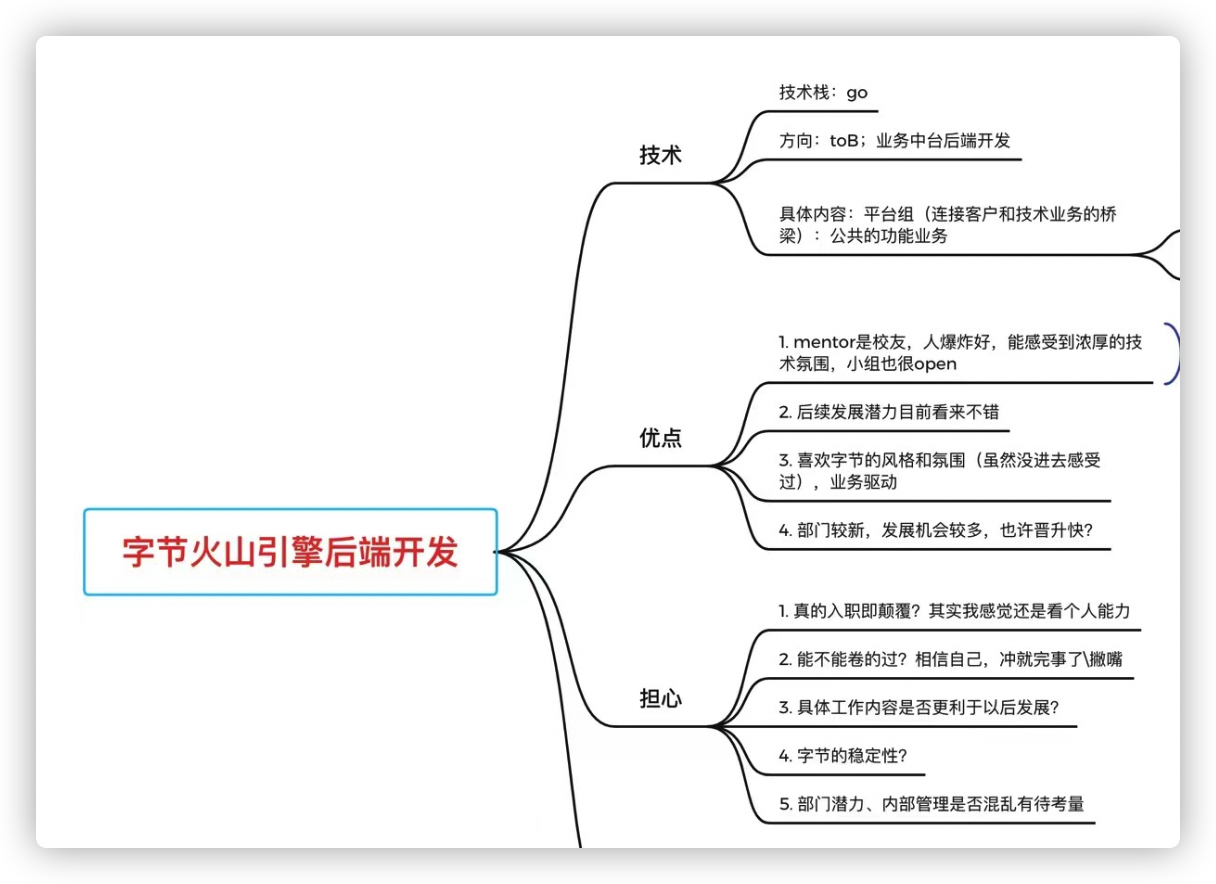 技术栈：go
技术
方向：toB；业务中台后端开发
具体内容：平台组（连接客户和技术业务的桥
梁）：公共的功能业务
1. mentor是校友，人爆炸好，能感受到浓厚的技
术氛围，小组也很open
2. 后续发展潜力目前看来不错
优点
3. 喜欢字节的风格和氛围（虽然没进去感受
过），业务驱动
4. 部门较新，发展机会较多，也许晋升快？
字节火山引擎后端开发
1. 真的入职即颠覆？其实我感觉还是看个人能力
2. 能不能卷的过？相信自己，冲就完事了\撇嘴
担心
3. 具体工作内容是否更利于以后发展？
4. 字节的稳定性？
5. 部门潜力、内部管理是否混乱有待考量